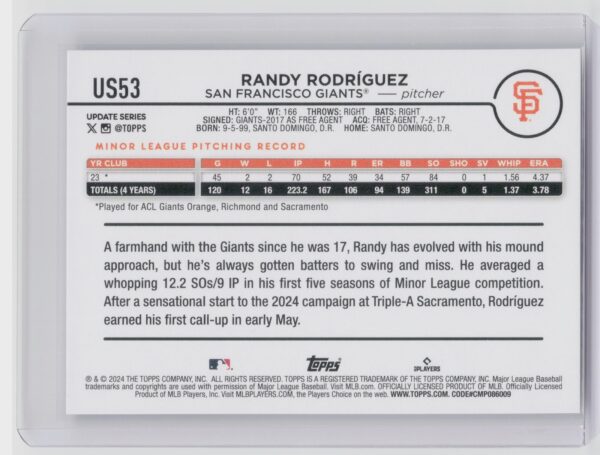 US53
RANDY RODRÍGUEZ
SAN FRANCISCO GIANTS® — pitcher
SF
UPDATE SERIES
@TOPPS
HT: 6'0" WT: 166 THROWS: RIGHT BATS: RIGHT
SIGNED: GIANTS-2017 AS FREE AGENT ACQ: FREE AGENT, 7-2-17
BORN: 9-5-99, SANTO DOMINGO, D.R. HOME: SANTO DOMINGO, D.R.
MINOR LEAGUE PITCHING RECORD
YR CLUB G W L IP H R ER BB SO SHO SV WHIP ERA
23 * 45 2 2 70 52 39 34 57 84 0 1 1.56 4.37
TOTALS (4 YEARS) 120 12 16 223.2 167 106 94 139 311 0 5 1.37 3.78
*Played for ACL Giants Orange, Richmond and Sacramento
A farmhand with the Giants since he was 17, Randy has evolved with his mound
approach, but he's always gotten batters to swing and miss. He averaged a
whopping 12.2 SOs/9 IP in his first five seasons of Minor League competition.
After a sensational start to the 2024 campaign at Triple-A Sacramento, Rodríguez
earned his first call-up in early May.
Topps
PLAYERS
® & © 2024 THE TOPPS COMPANY, INC. ALL RIGHTS RESERVED. TOPPS IS A REGISTERED TRADEMARK OF THE TOPPS COMPANY, INC. Major League Baseball
trademarks and copyrights are used with permission of Major League Baseball. Visit MLB.com. OFFICIALLY LICENSED PRODUCT OF MLB. Officially Licensed
Product of MLB Players, Inc. Visit MLBPLAYERS.COM, the Players Choice on the web. WWW.TOPPS.COM. CODE#CMP086009